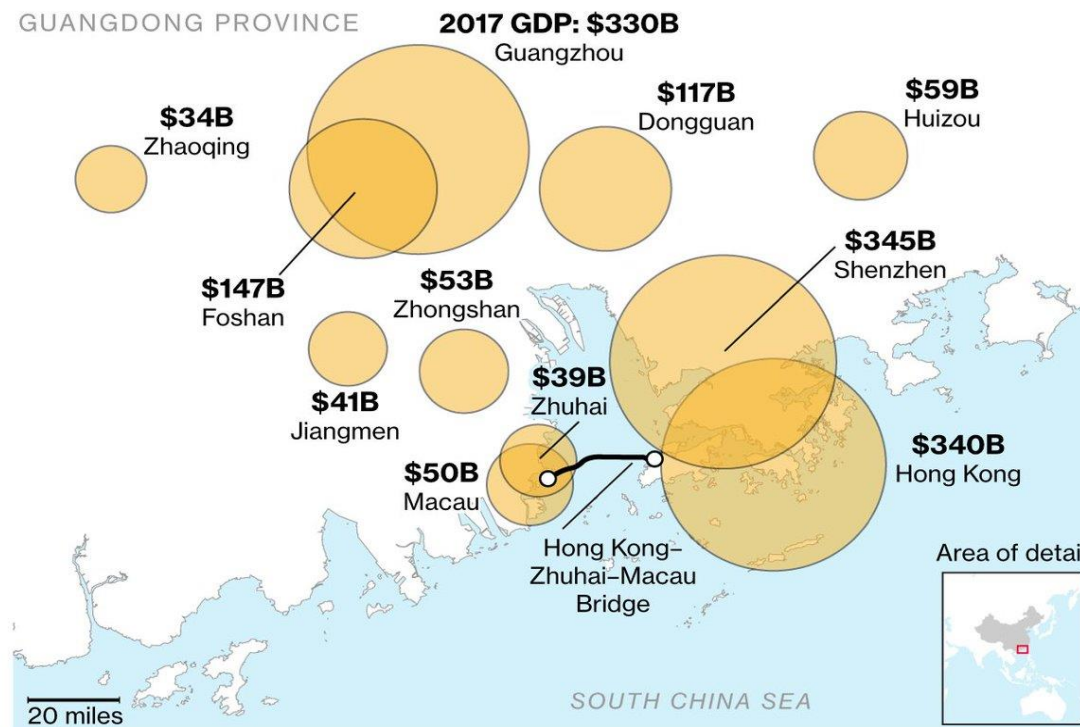 GUANGDONG PROVINCE
2017 GDP: $330B
Guangzhou
$34B
Zhaoqing
$117B
Dongguan
$59B
Huizou
$345B
Shenzhen
$147B
Foshan
$53B
Zhongshan
$39B
Zhuhai
$41B
Jiangmen
$50B
Macau
$340B
Hong Kong
Hong Kong–
Zhuhai–Macau
Bridge
Area of detai
20 miles
SOUTH CHINA SEA